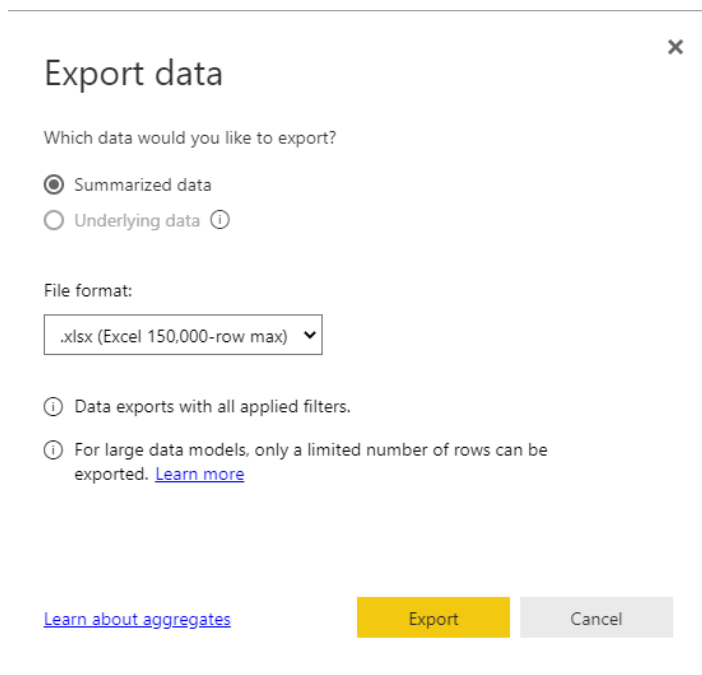 Export data
Which data would you like to export?
Summarized data
Underlying data
File format:
.xlsx (Excel 150,000-row max)
Data exports with all applied filters.
For large data models, only a limited number of rows can be
exported. Learn more
Learn about aggregates Export Cancel